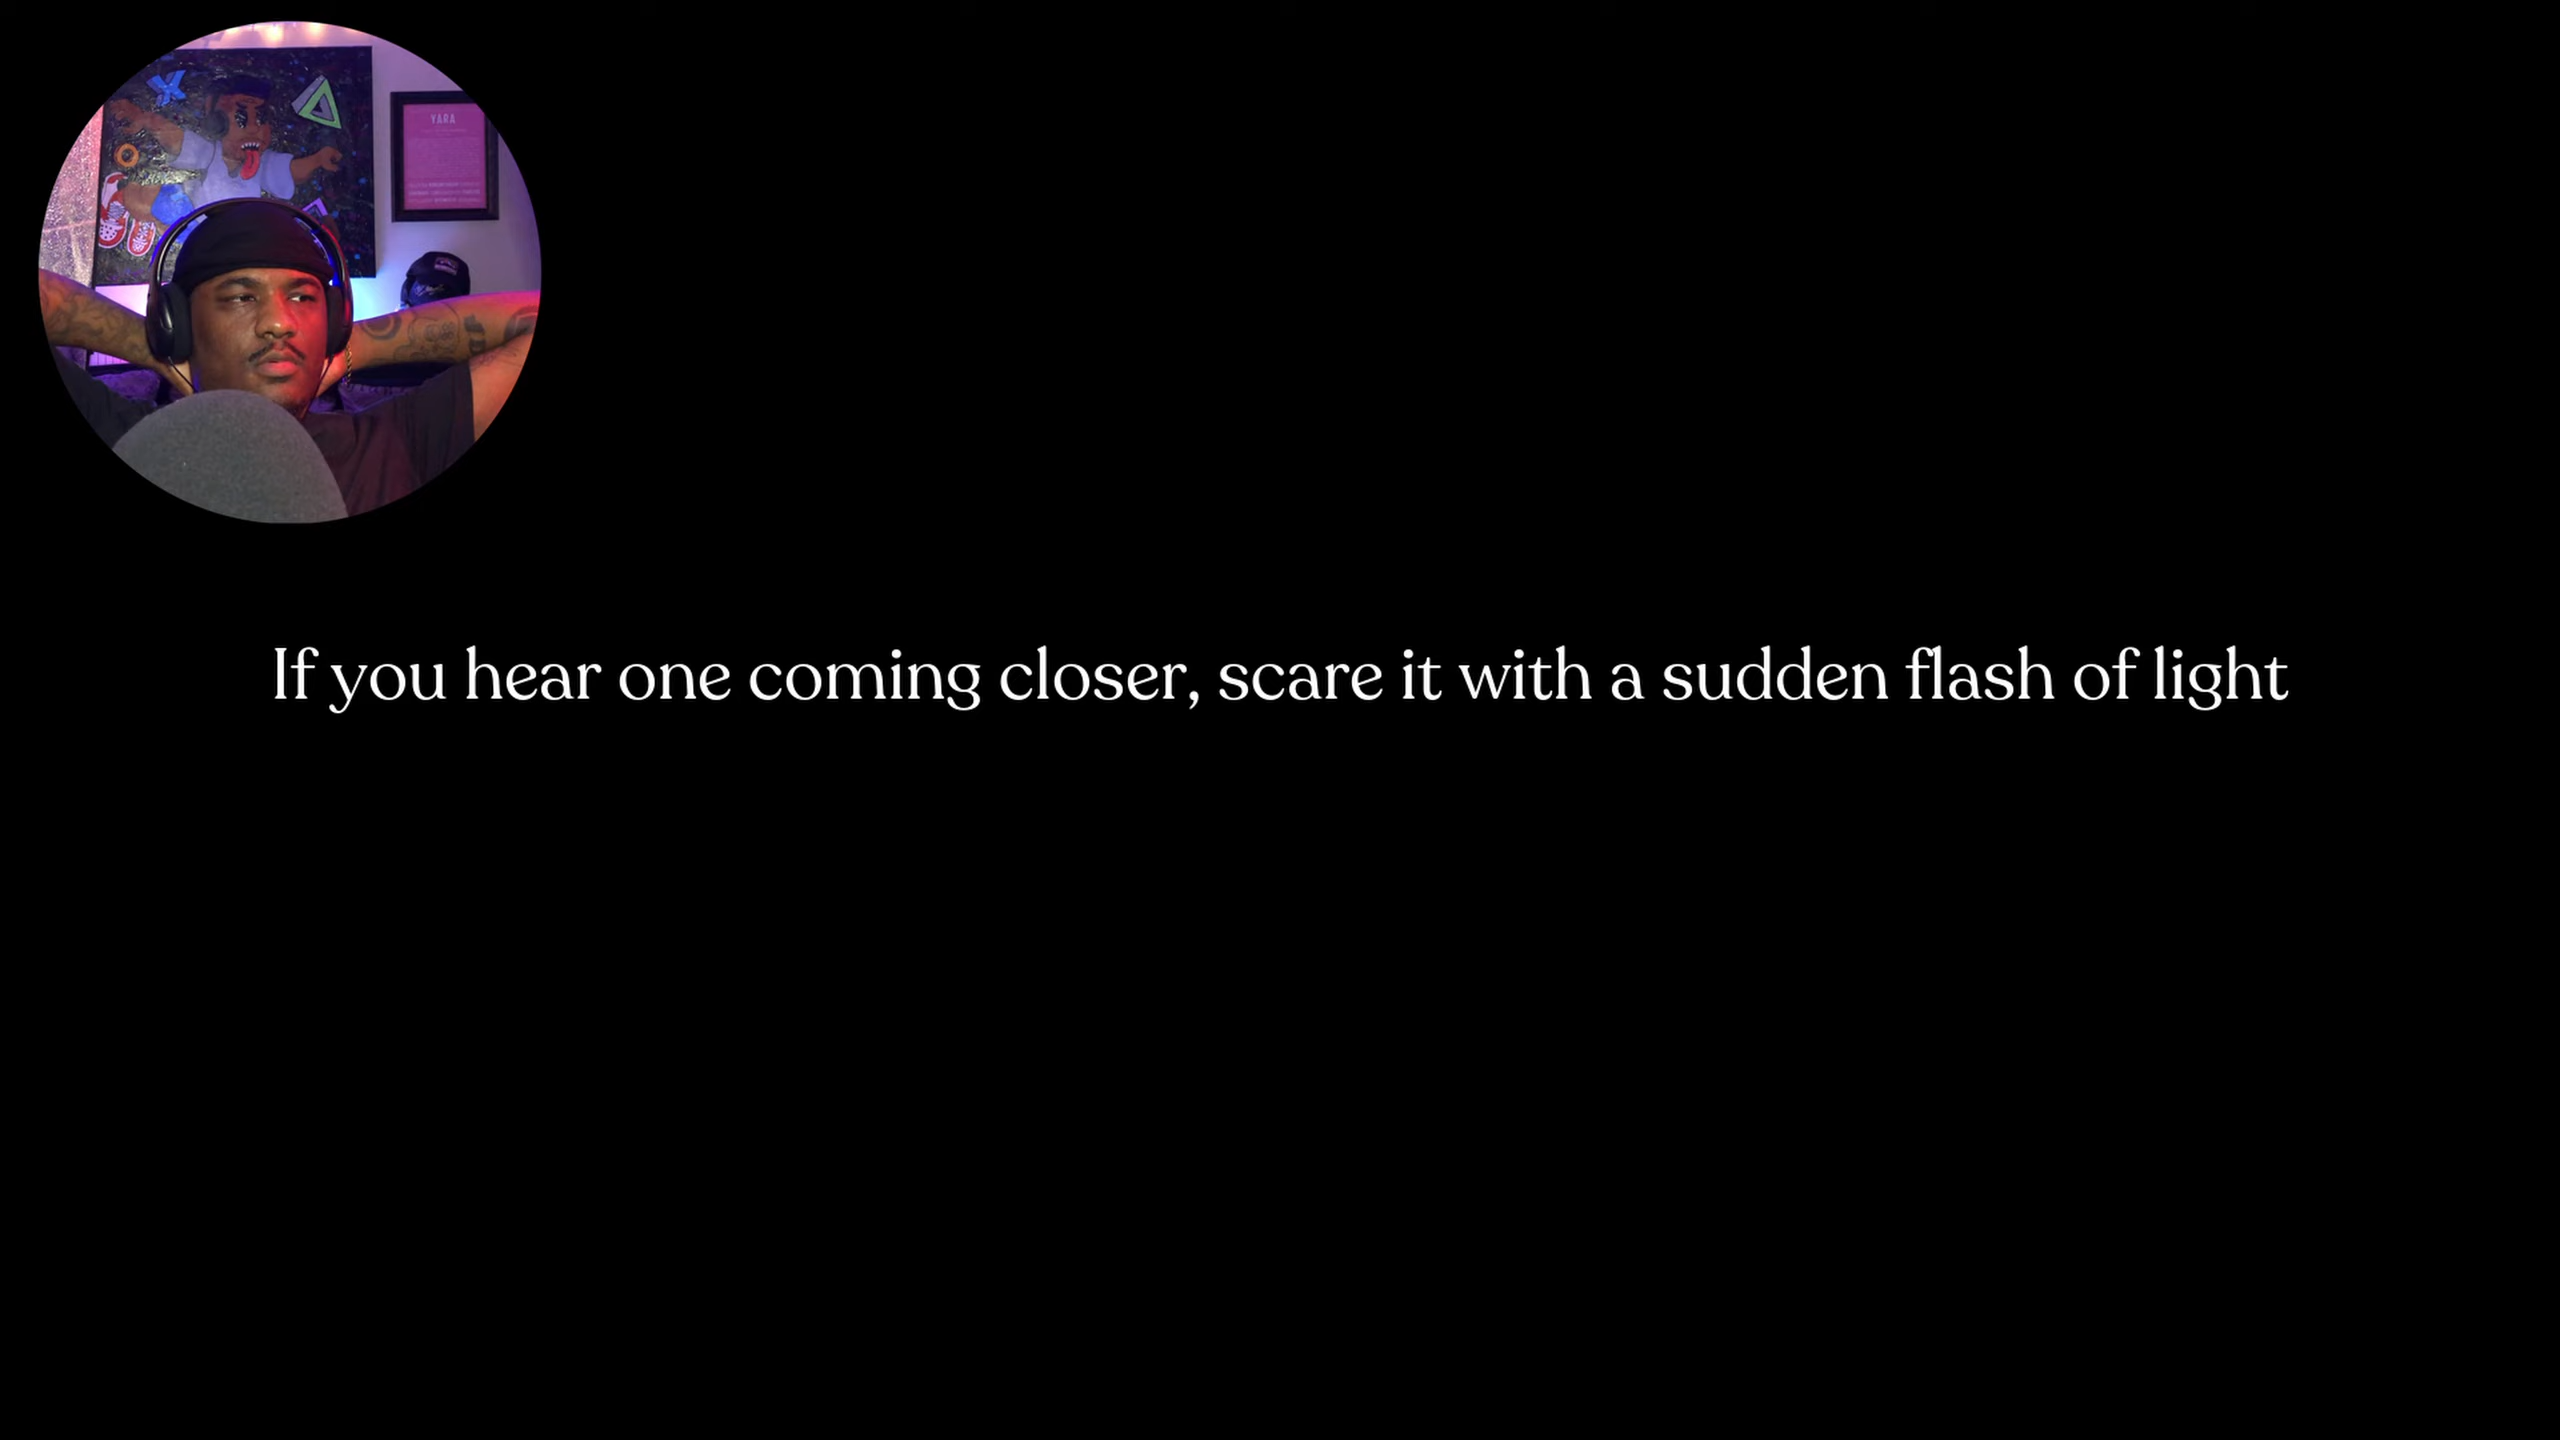 YARA
If you hear one coming closer, scare it with a sudden flash of light